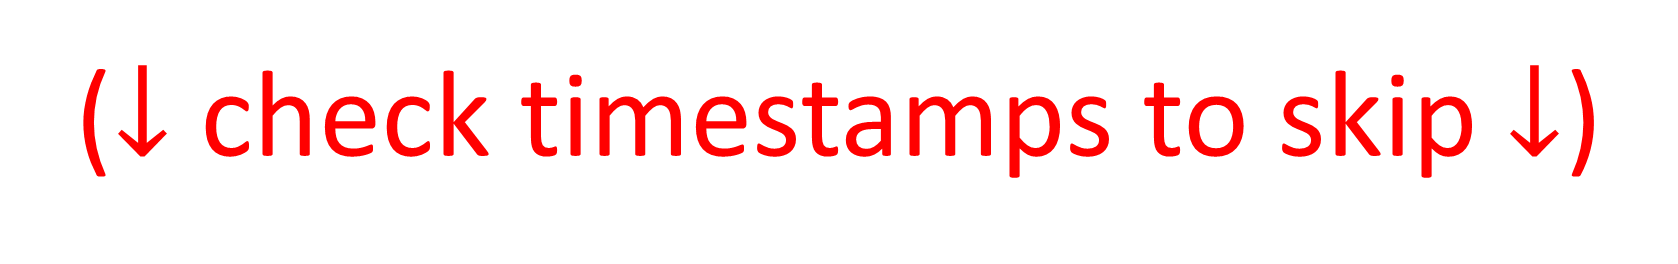 (↓ check timestamps to skip ↓)